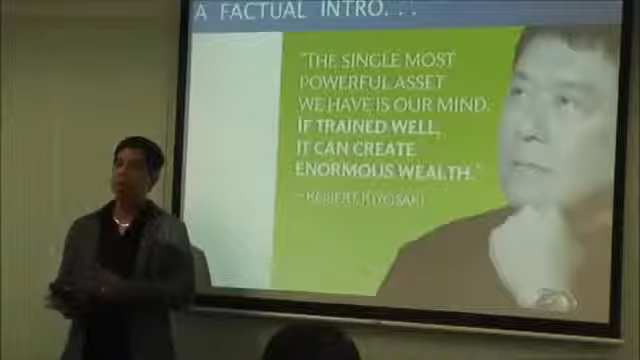 A FACTUAL INTRO. . .
"THE SINGLE MOST
POWERFUL ASSET
WE HAVE IS OUR MIND.
IF TRAINED WELL,
IT CAN CREATE
ENORMOUS WEALTH."
- ROBERT KIYOSAKI